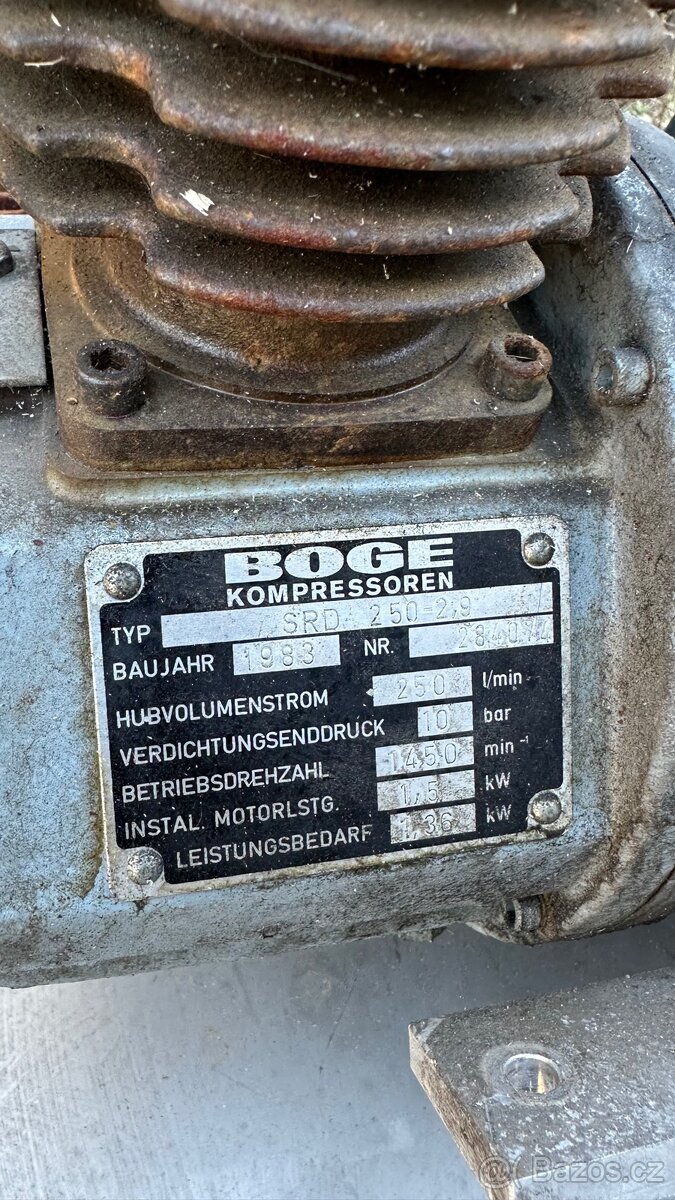 BOGE
KOMPRESSOREN
TYP SRD 250-2,9
BAUJAHR 1983 NR.
HUBVOLUMENSTROM 250 l/min
VERDICHTUNGSENDDRUCK 10 bar
BETRIEBSDREHZAHL 1450 min⁻¹
INSTAL. MOTORLSTG. 1,5 kW
LEISTUNGSBEDARF 1,36 kW
Bazos.cz